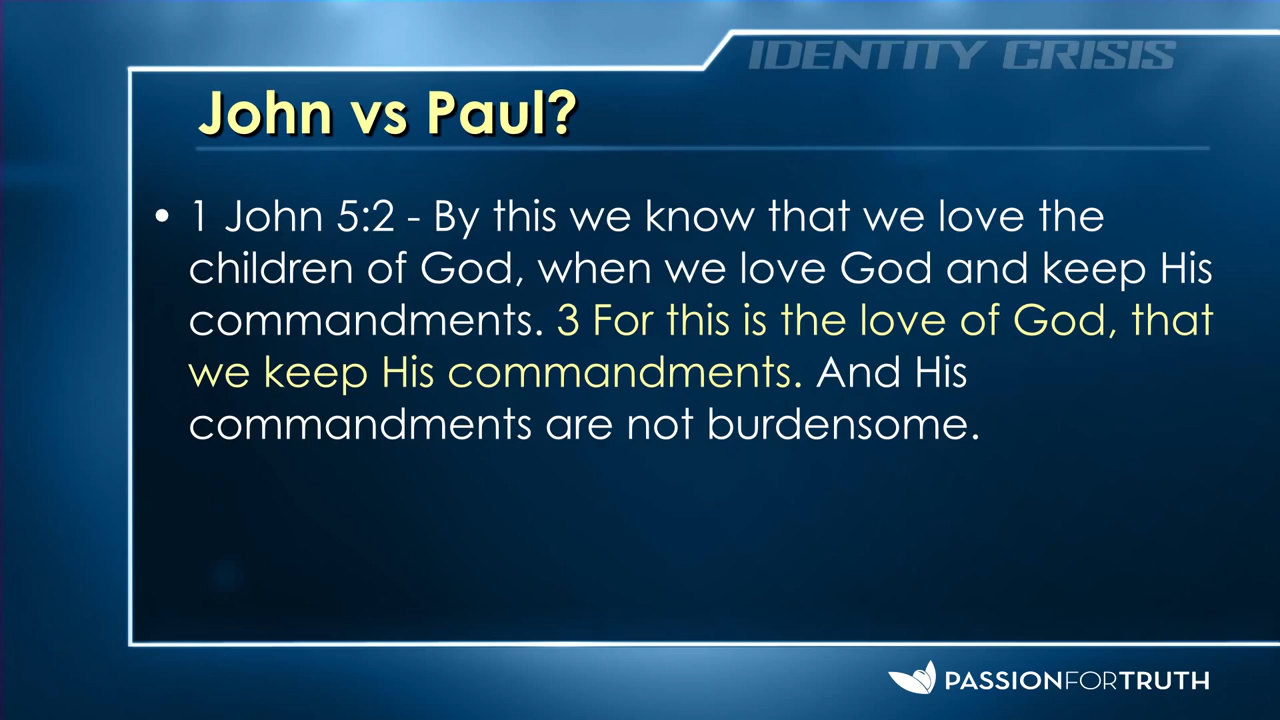 IDENTITY CRISIS
John vs Paul?
• 1 John 5:2 - By this we know that we love the
children of God, when we love God and keep His
commandments. 3 For this is the love of God, that
we keep His commandments. And His
commandments are not burdensome.
PASSIONFORTRUTH